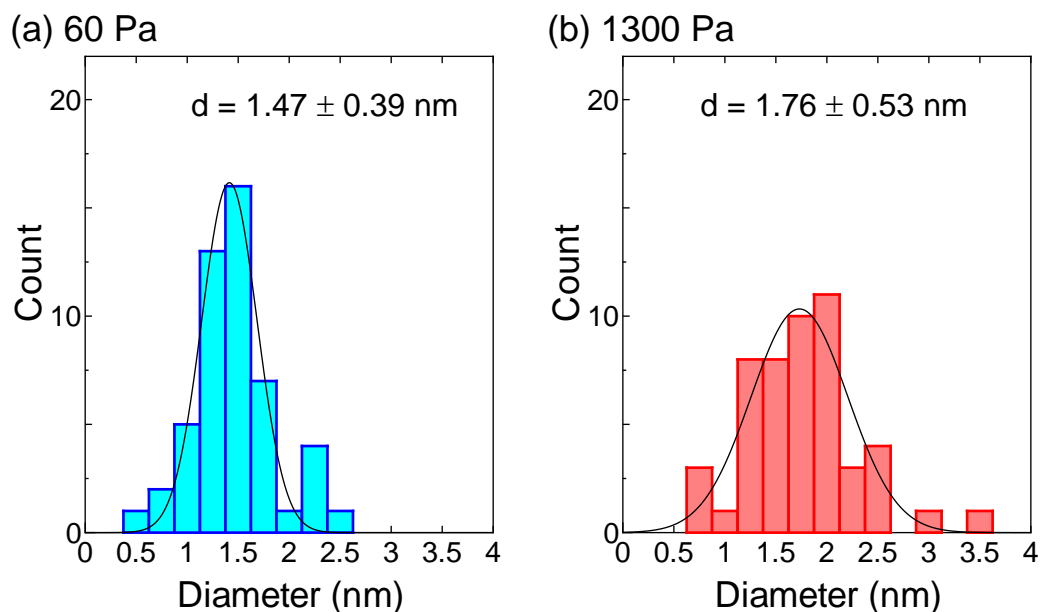 (a) 60 Pa
d = 1.47 ± 0.39 nm
20
10
0
Count
0 0.5 1 1.5 2 2.5 3 3.5 4
Diameter (nm)
(b) 1300 Pa
d = 1.76 ± 0.53 nm
20
10
0
Count
0 0.5 1 1.5 2 2.5 3 3.5 4
Diameter (nm)